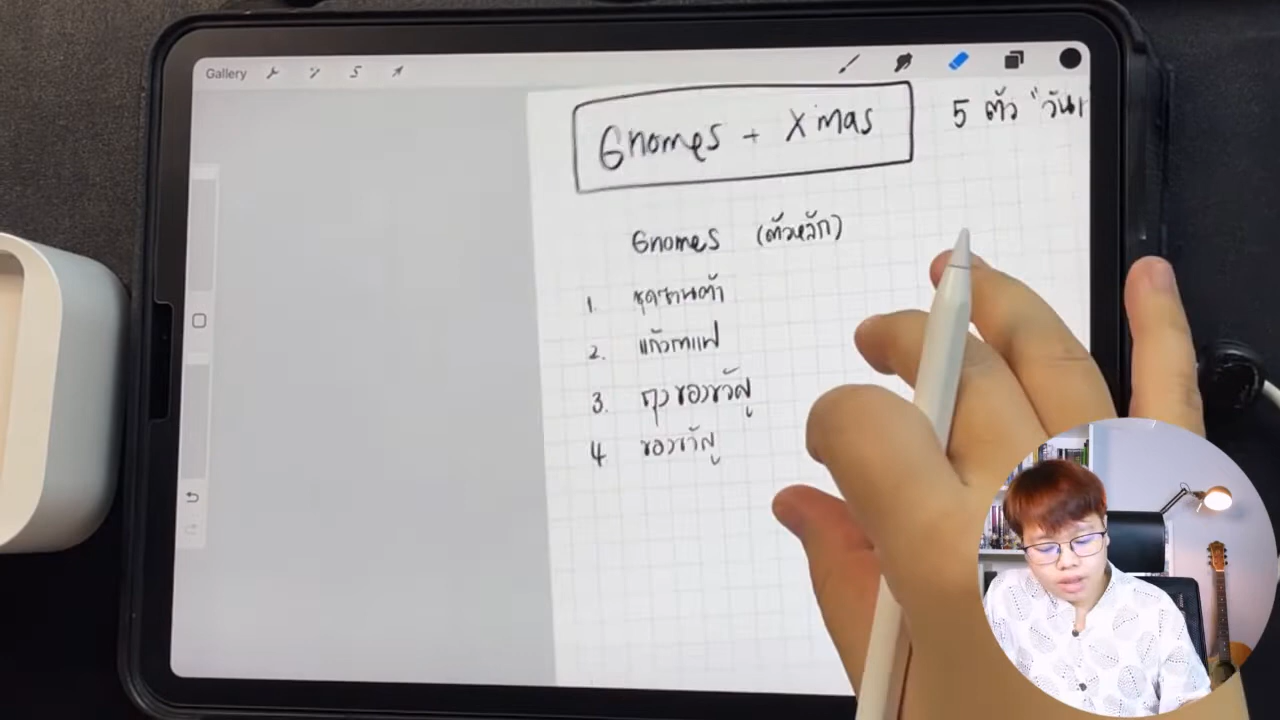 Gallery
Gnomes + X'mas
5 ตัว "วัน
Gnomes (ตัวหลัก)
1. ชุดซานต้า
2. แก้วกาแฟ
3. ถุงของขวัญ
4 ของขวัญ